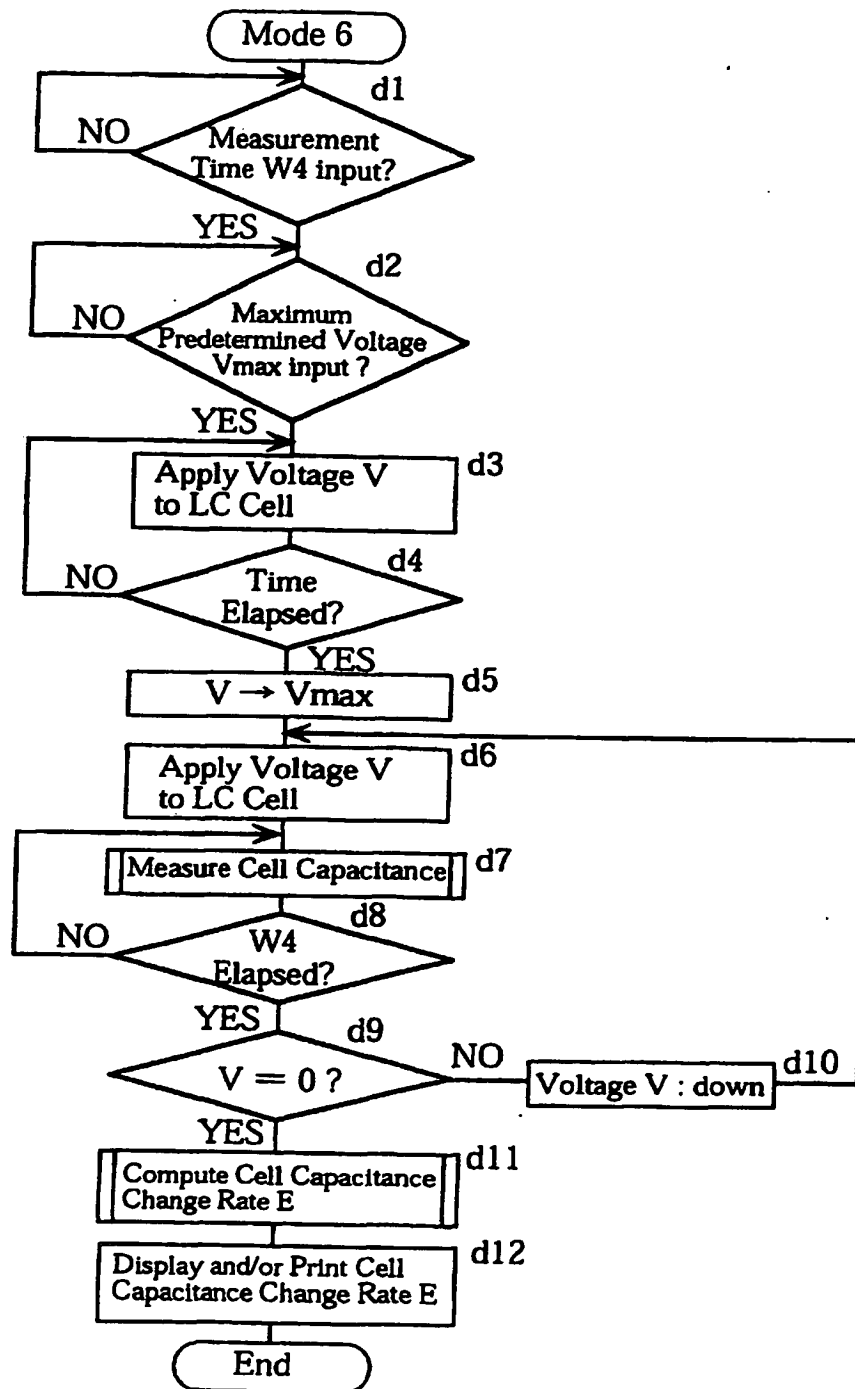 Mode 6
d1
NO
Measurement
Time W4 input?
YES
d2
NO
Maximum
Predetermined Voltage
Vmax input ?
YES
d3
Apply Voltage V
to LC Cell
d4
NO
Time
Elapsed?
YES
d5
V → Vmax
d6
Apply Voltage V
to LC Cell
d7
Measure Cell Capacitance
d8
NO
W4
Elapsed?
YES
d9
V = 0 ?
NO
d10
Voltage V : down
YES
d11
Compute Cell Capacitance
Change Rate E
d12
Display and/or Print Cell
Capacitance Change Rate E
End